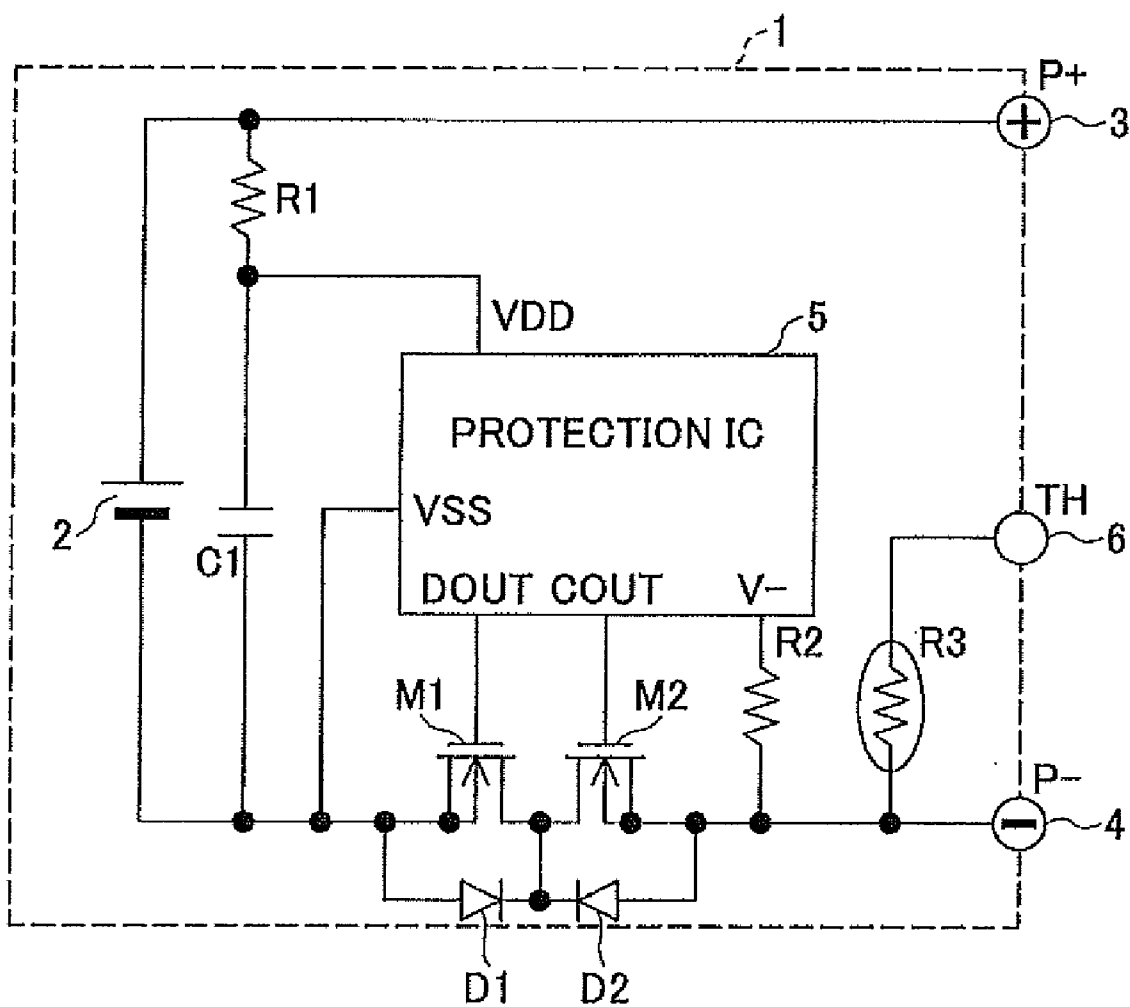 1
P+
+
3
R1
VDD
5
PROTECTION IC
VSS
TH
6
2
C1
DOUT COUT V-
R2
R3
M1
M2
P-
-
4
D1
D2